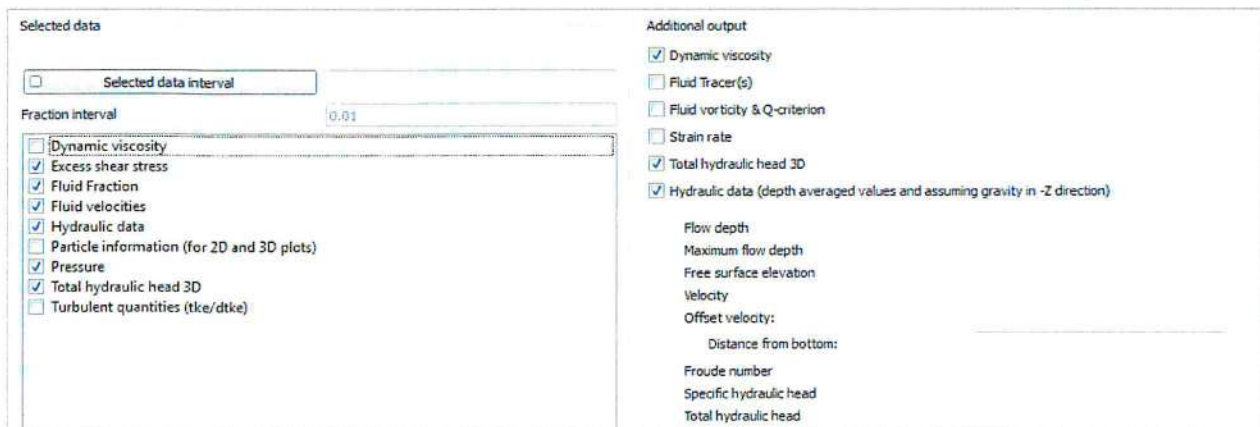 Selected data
Selected data interval
Fraction interval
0.01
Dynamic viscosity
Excess shear stress
Fluid Fraction
Fluid velocities
Hydraulic data
Particle information (for 2D and 3D plots)
Pressure
Total hydraulic head 3D
Turbulent quantities (tke/dtke)
Additional output
Dynamic viscosity
Fluid Tracer(s)
Fluid vorticity & Q-criterion
Strain rate
Total hydraulic head 3D
Hydraulic data (depth averaged values and assuming gravity in -Z direction)
Flow depth
Maximum flow depth
Free surface elevation
Velocity
Offset velocity:
Distance from bottom:
Froude number
Specific hydraulic head
Total hydraulic head